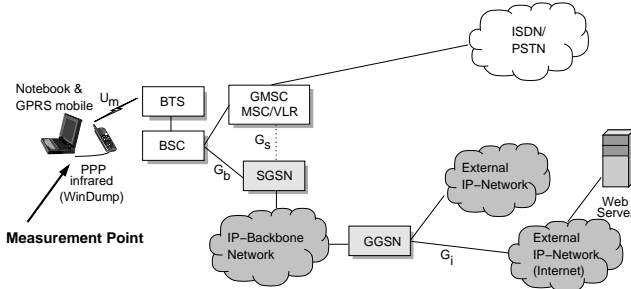 ISDN/
PSTN
Notebook &
GPRS mobile
Um
BTS
GMSC
MSC/VLR
BSC
Gs
Gb
SGSN
PPP
infrared
(WinDump)
External
IP−Network
Web
Server
Measurement Point
IP−Backbone
Network
GGSN
Gi
External
IP−Network
(Internet)